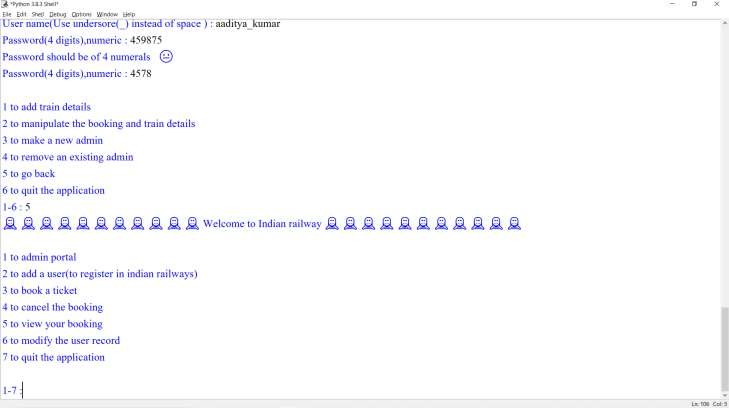 *Python 3.8.3 Shell*
File Edit Shell Debug Options Window Help
User name(Use undersore(_) instead of space ) : aaditya_kumar
Password(4 digits),numeric : 459875
Password should be of 4 numerals
Password(4 digits),numeric : 4578
1 to add train details
2 to manipulate the booking and train details
3 to make a new admin
4 to remove an existing admin
5 to go back
6 to quit the application
1-6 : 5
Welcome to Indian railway
1 to admin portal
2 to add a user(to register in indian railways)
3 to book a ticket
4 to cancel the booking
5 to view your booking
6 to modify the user record
7 to quit the application
1-7 :
Ln: 106 Col: 5